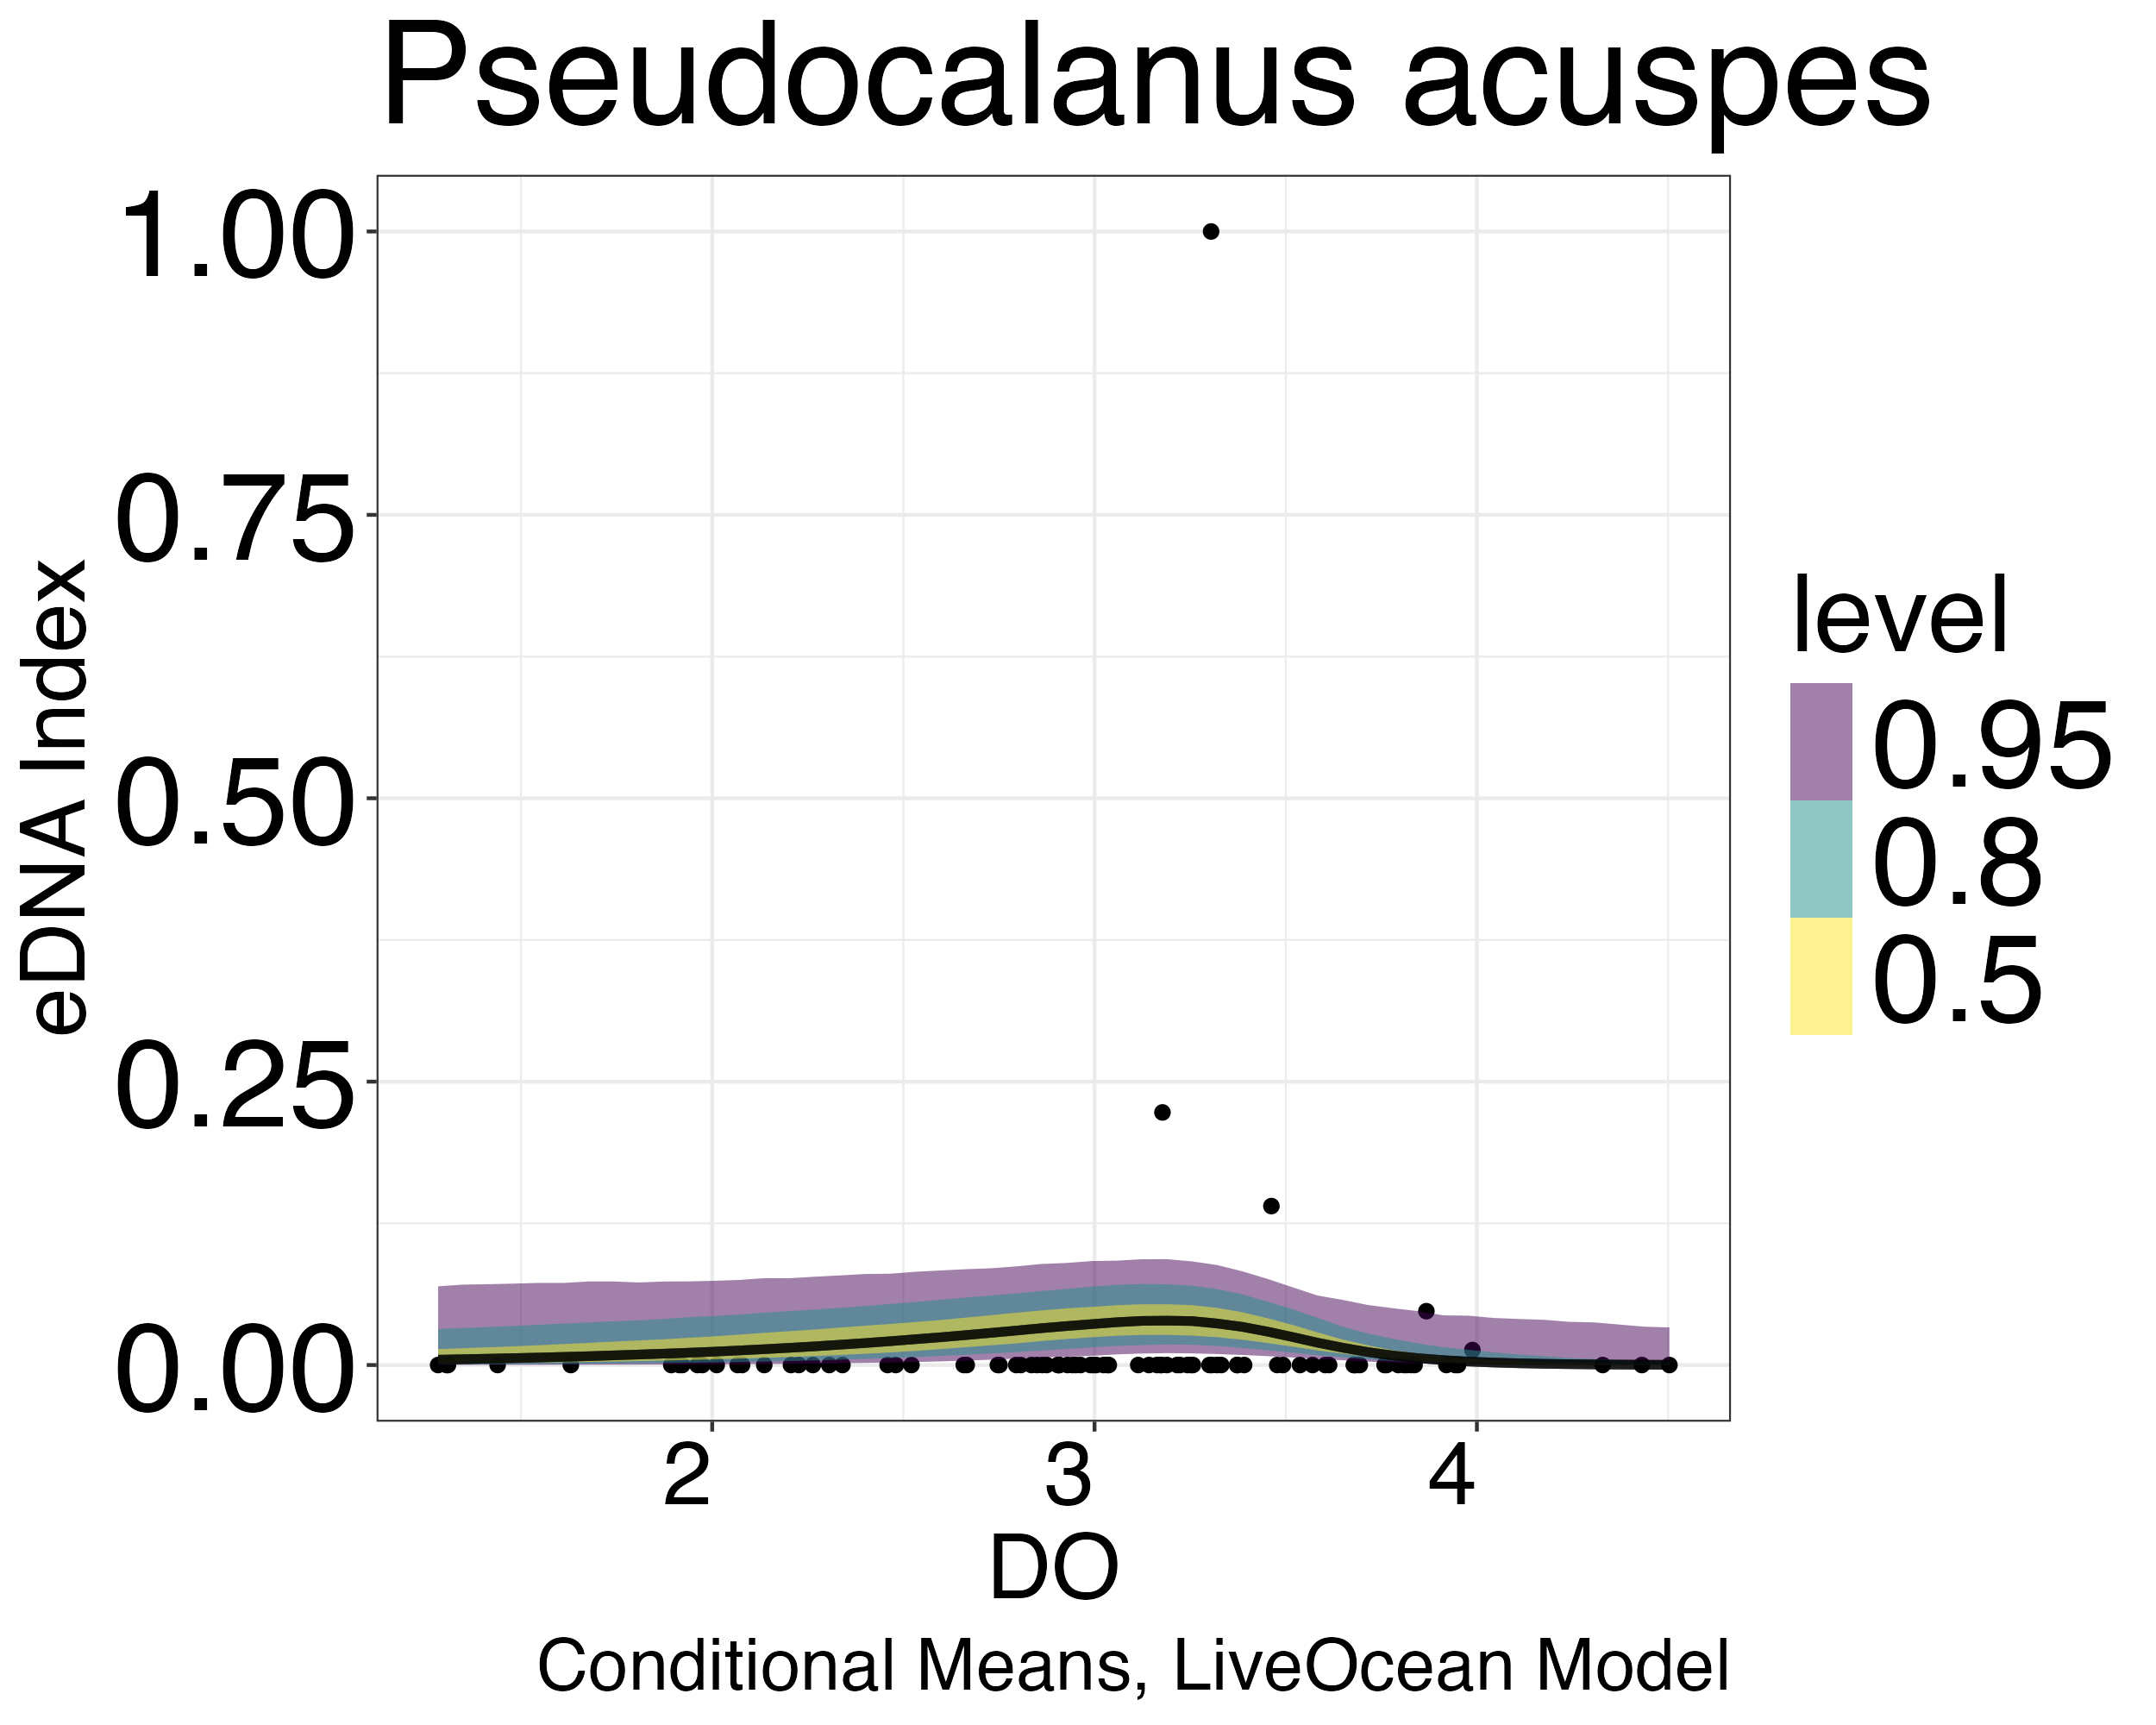 Pseudocalanus acuspes
1.00
0.75
0.50
0.25
0.00
eDNA Index
2 3 4
DO
Conditional Means, LiveOcean Model
level
0.95
0.8
0.5